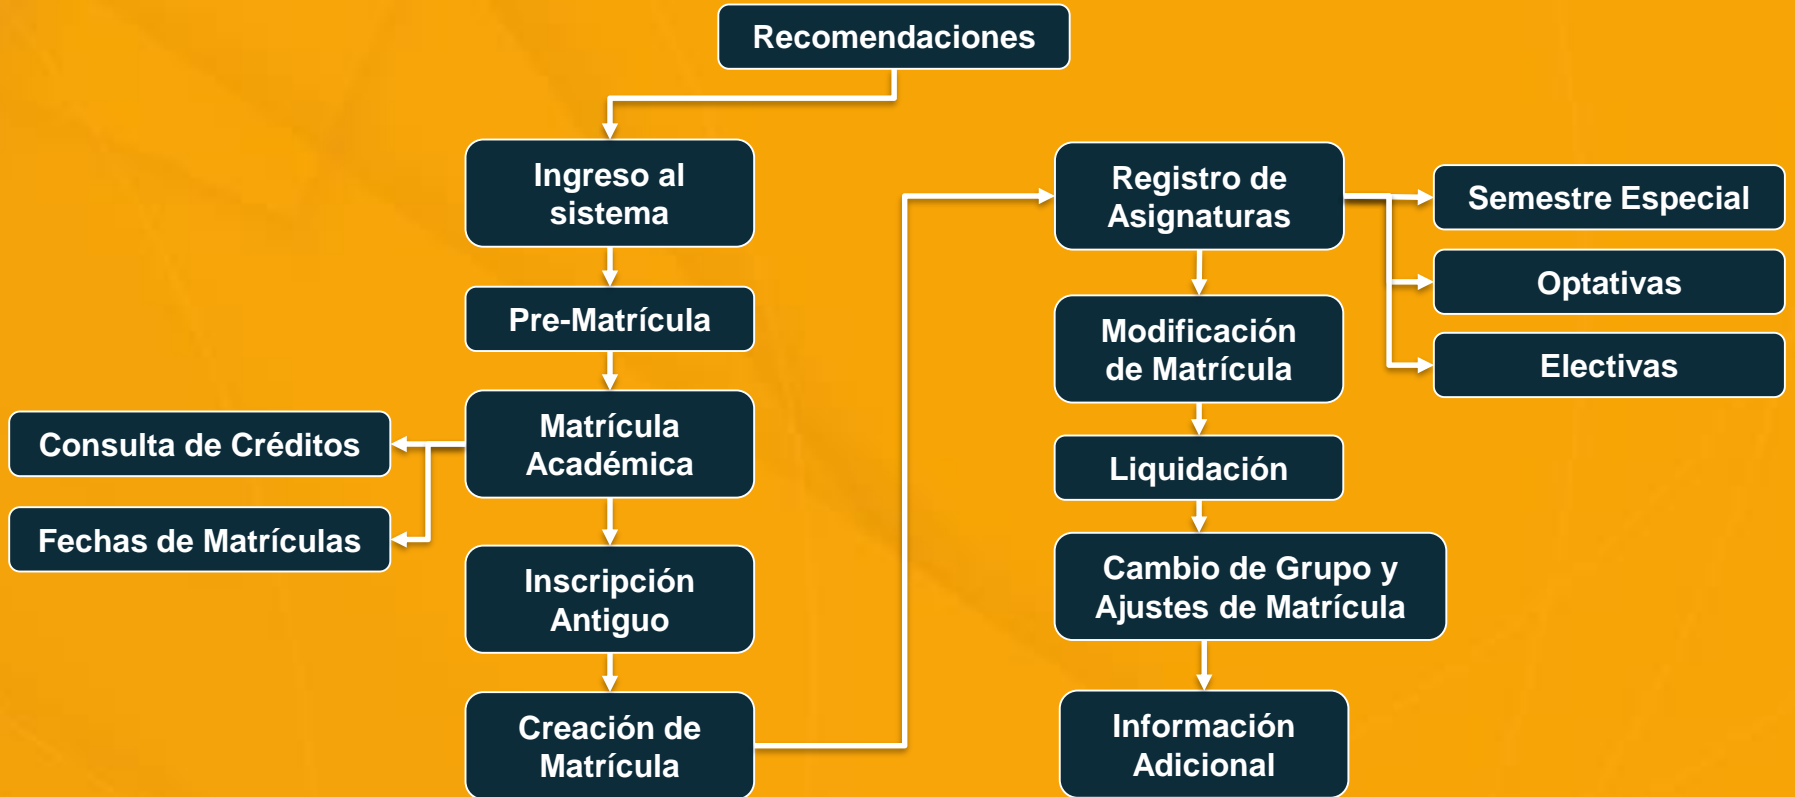 Recomendaciones
Ingreso al
sistema
Pre-Matrícula
Matrícula
Académica
Consulta de Créditos
Fechas de Matrículas
Inscripción
Antiguo
Creación de
Matrícula
Registro de
Asignaturas
Semestre Especial
Optativas
Electivas
Modificación
de Matrícula
Liquidación
Cambio de Grupo y
Ajustes de Matrícula
Información
Adicional